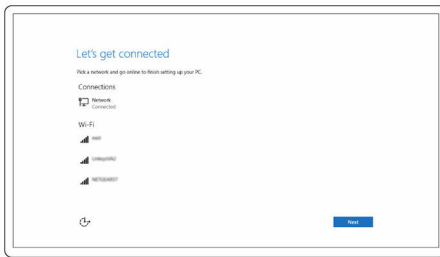 Let's get connected
Pick a network and go online to finish setting up your PC.
Connections
Network
Connected
Wi-Fi
Next